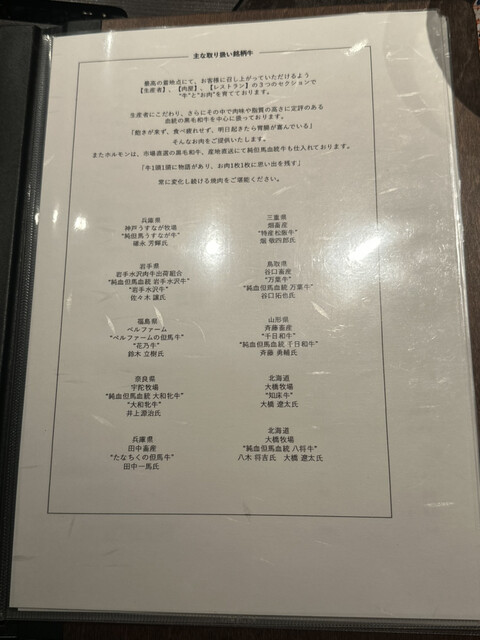 主な取り扱い銘柄牛
最高の着地点にて、お客様に召し上がっていただけるよう
【生産者】、【肉屋】、【レストラン】の3つのセクションで
"牛"と"お肉"を育てております。
生産者にこだわり、さらにその中で肉味や脂質の高さに定評のある
血統の黒毛和牛を中心に扱っております。
「飽きが来ず、食べ疲れせず、明日起きたら胃腸が喜んでいる」
そんなお肉をご提供いたします。
またホルモンは、市場厳選の黒毛和牛、産地直送にて純但馬血統牛も仕入れております。
「牛1頭1頭に物語があり、お肉1枚1枚に思い出を残す」
常に変化し続ける焼肉をご堪能ください。
兵庫県
神戸うすなが牧場
"純但馬うすなが牛"
碓永 芳輝氏
三重県
畑畜産
"特産松阪牛"
畑 敬四郎氏
岩手県
岩手水沢肉牛出荷組合
"純血但馬血統 岩手水沢牛"
"岩手水沢牛"
佐々木 譲氏
鳥取県
谷口畜産
"万葉牛"
"純血但馬血統 万葉牛"
谷口拓也氏
福島県
ベルファーム
"ベルファームの但馬牛"
"花乃牛"
鈴木 立樹氏
山形県
斉藤畜産
"千日和牛"
"純血但馬血統 千日和牛"
斉藤 勇緒氏
奈良県
宇陀牧場
"純血但馬血統 大和牝牛"
"大和牝牛"
井上源治氏
北海道
大橋牧場
"知床牛"
大橋 遼太氏
兵庫県
田中畜産
"たなちくの但馬牛"
田中一馬氏
北海道
大橋牧場
"純血但馬血統 八将牛"
八木 将吉氏 大橋 遼太氏